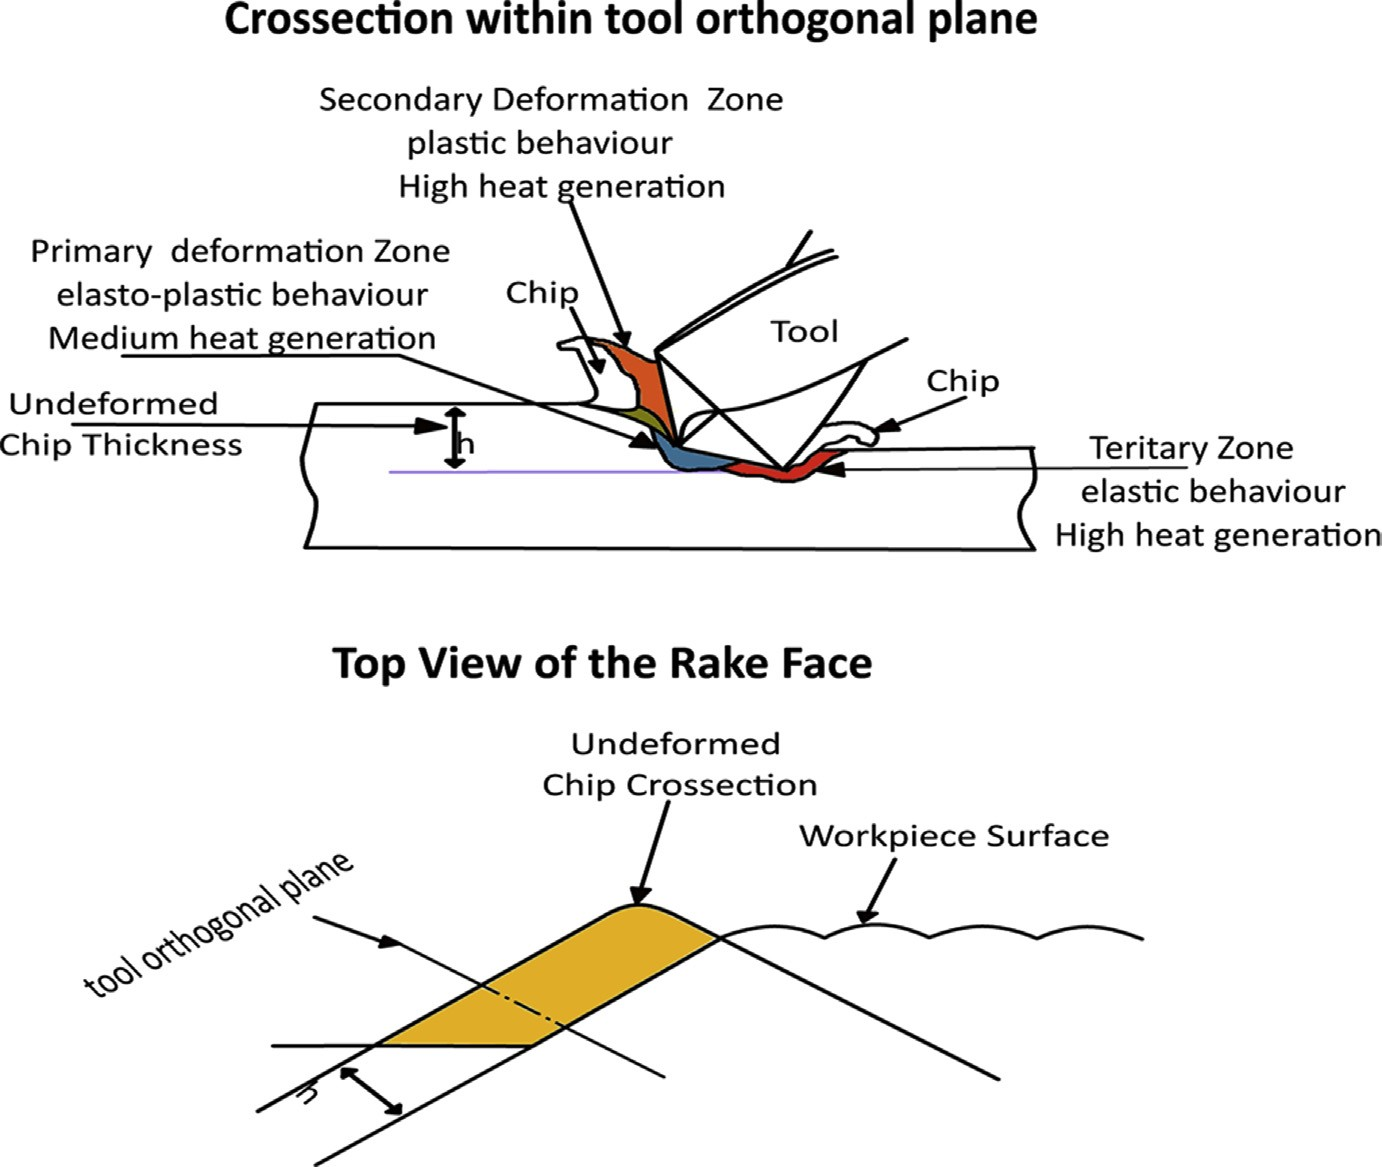 Crossection within tool orthogonal plane
Secondary Deformation Zone
plastic behaviour
High heat generation
Primary deformation Zone
elasto-plastic behaviour
Medium heat generation
Chip
Tool
Chip
Undeformed
Chip Thickness
h
Teritary Zone
elastic behaviour
High heat generation
Top View of the Rake Face
Undeformed
Chip Crossection
Workpiece Surface
tool orthogonal plane